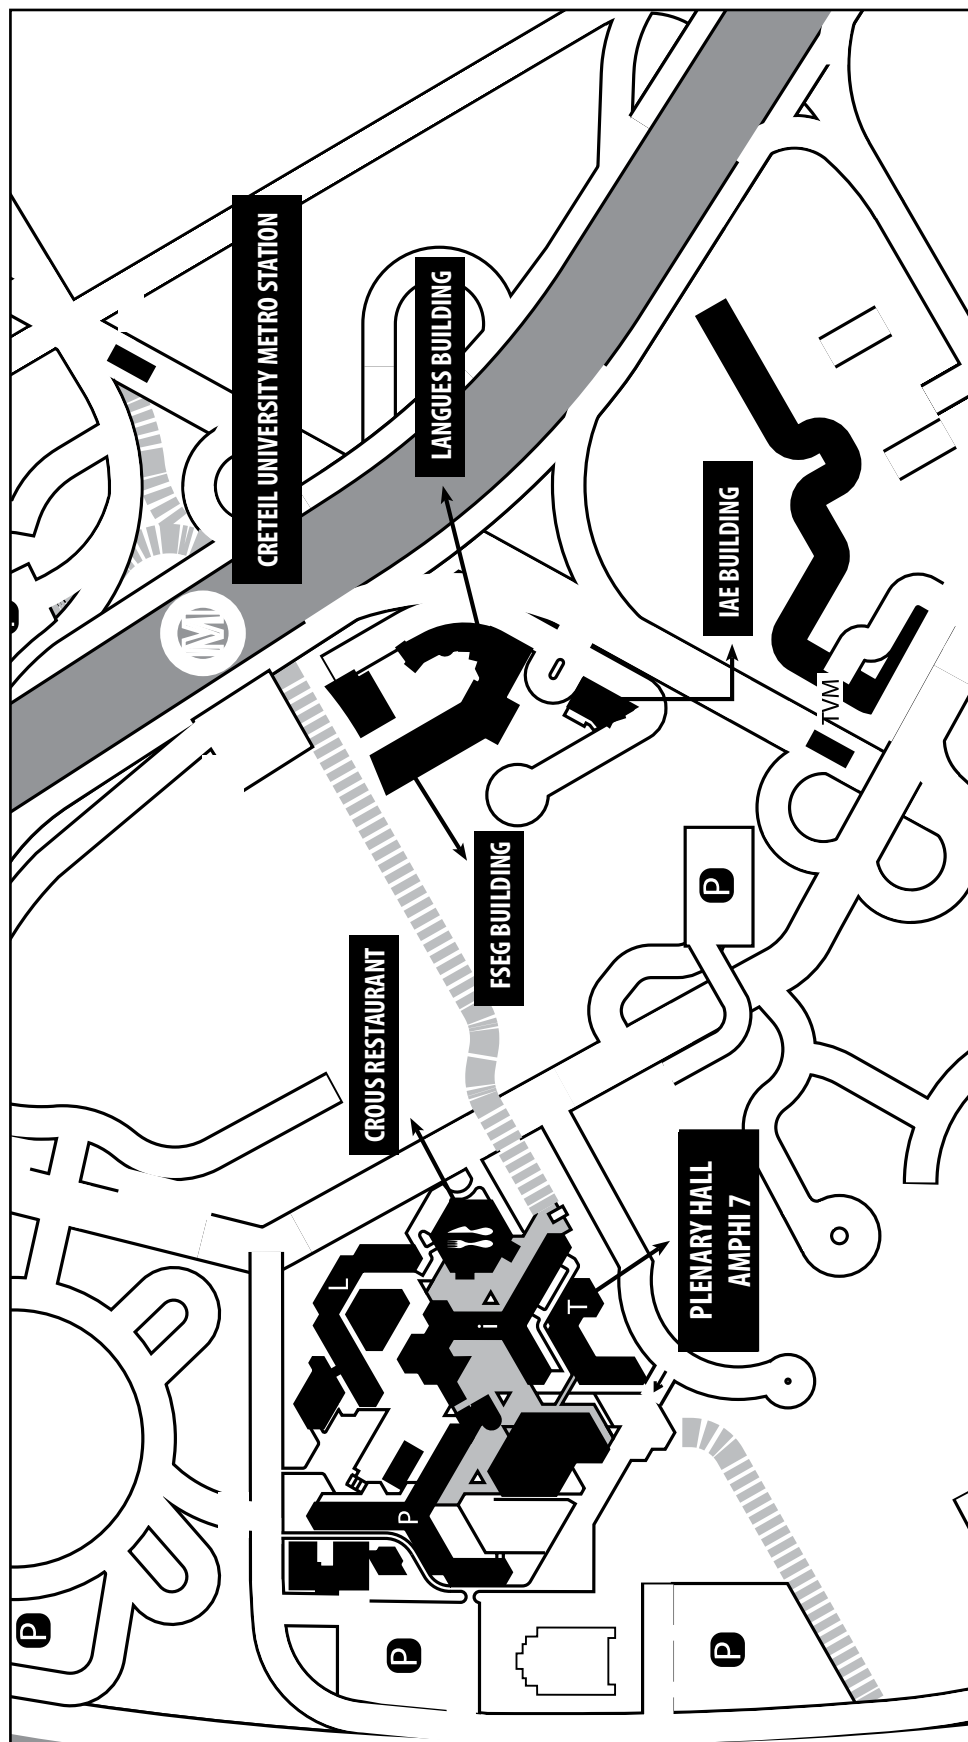 CRETEIL UNIVERSITY METRO STATION
M
LANGUES BUILDING
IAE BUILDING
TVM
FSEG BUILDING
P
CROUS RESTAURANT
PLENARY HALL
AMPHI 7
L
i
T
P
P
P
P